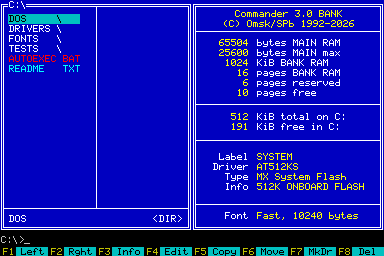 C:\
DOS \
DRIVERS \
FONTS \
TESTS \
AUTOEXEC BAT
README TXT
DOS <DIR>
Commander 3.0 BANK
(C) Omsk/SPb 1992-2026
65504 bytes MAIN RAM
25600 bytes MAIN max
1024 KiB BANK RAM
16 pages BANK RAM
6 pages reserved
10 pages free
512 KiB total on C:
191 KiB free in C:
Label SYSTEM
Driver AT512KS
Type MX System Flash
Info 512K ONBOARD FLASH
Font Fast, 10240 bytes
C:\>_
F1 Left F2 Rght F3 Info F4 Edit F5 Copy F6 Move F7 MkDr F8 Del